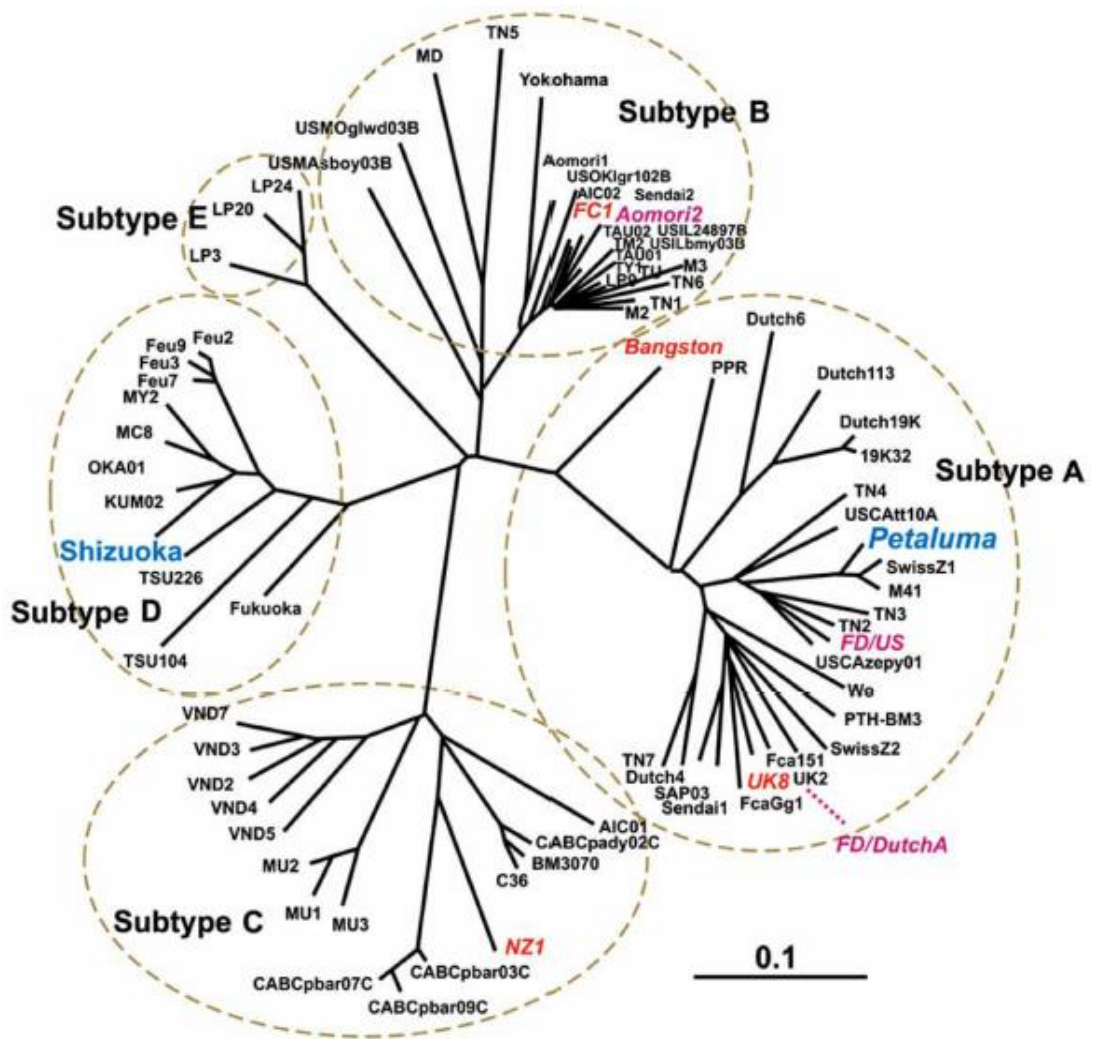 TN5
MD
Yokohama
Subtype B
USMOglwd03B
USMAsboy03B
Aomori1
USOKlgr102B
AIC02
Sendai2
FC1
Aomori2
TAU02
USIL24897B
TM2
USILbmy03B
TAU01
TY1
TU
M3
LP9
TN6
TN1
M2
LP24
LP20
Subtype E
LP3
Bangston
Dutch6
PPR
Dutch113
Dutch19K
19K32
Subtype A
TN4
USCAtt10A
Petaluma
SwissZ1
M41
TN3
TN2
FD/US
USCAzepy01
Wo
PTH-BM3
SwissZ2
Fca151
UK2
UK8
FcaGg1
TN7
Dutch4
SAP03
Sendai1
FD/DutchA
Feu2
Feu9
Feu3
Feu7
MY2
MC8
OKA01
KUM02
Shizuoka
TSU226
Subtype D
Fukuoka
TSU104
VND7
VND3
VND2
VND4
VND5
MU2
MU1
MU3
Subtype C
AIC01
CABCpady02C
BM3070
C36
NZ1
CABCpbar03C
CABCpbar07C
CABCpbar09C
0.1